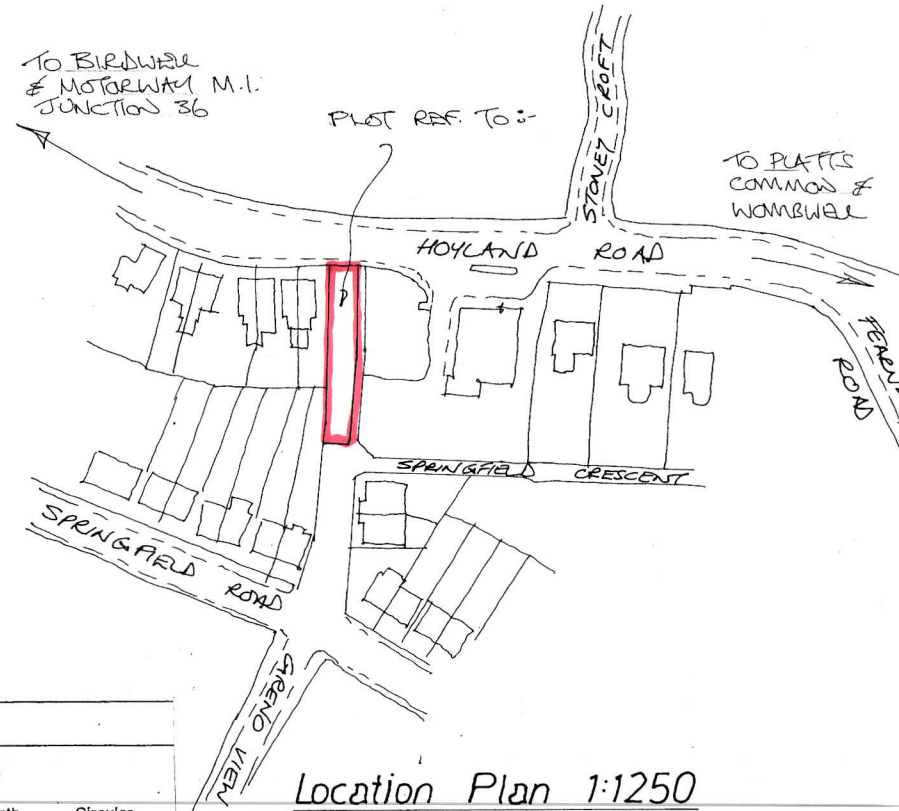 TO BIRDWELL
& MOTORWAY M.1.
JUNCTION 36
PLOT REF. TO :-
STONEY CROFT
TO PLATTS
COMMON &
WOMBWELL
HOYLAND ROAD
ROAD
SPRINGFIELD CRESCENT
SPRINGFIELD ROAD
GRENO VIEW
Location Plan 1:1250
Circular